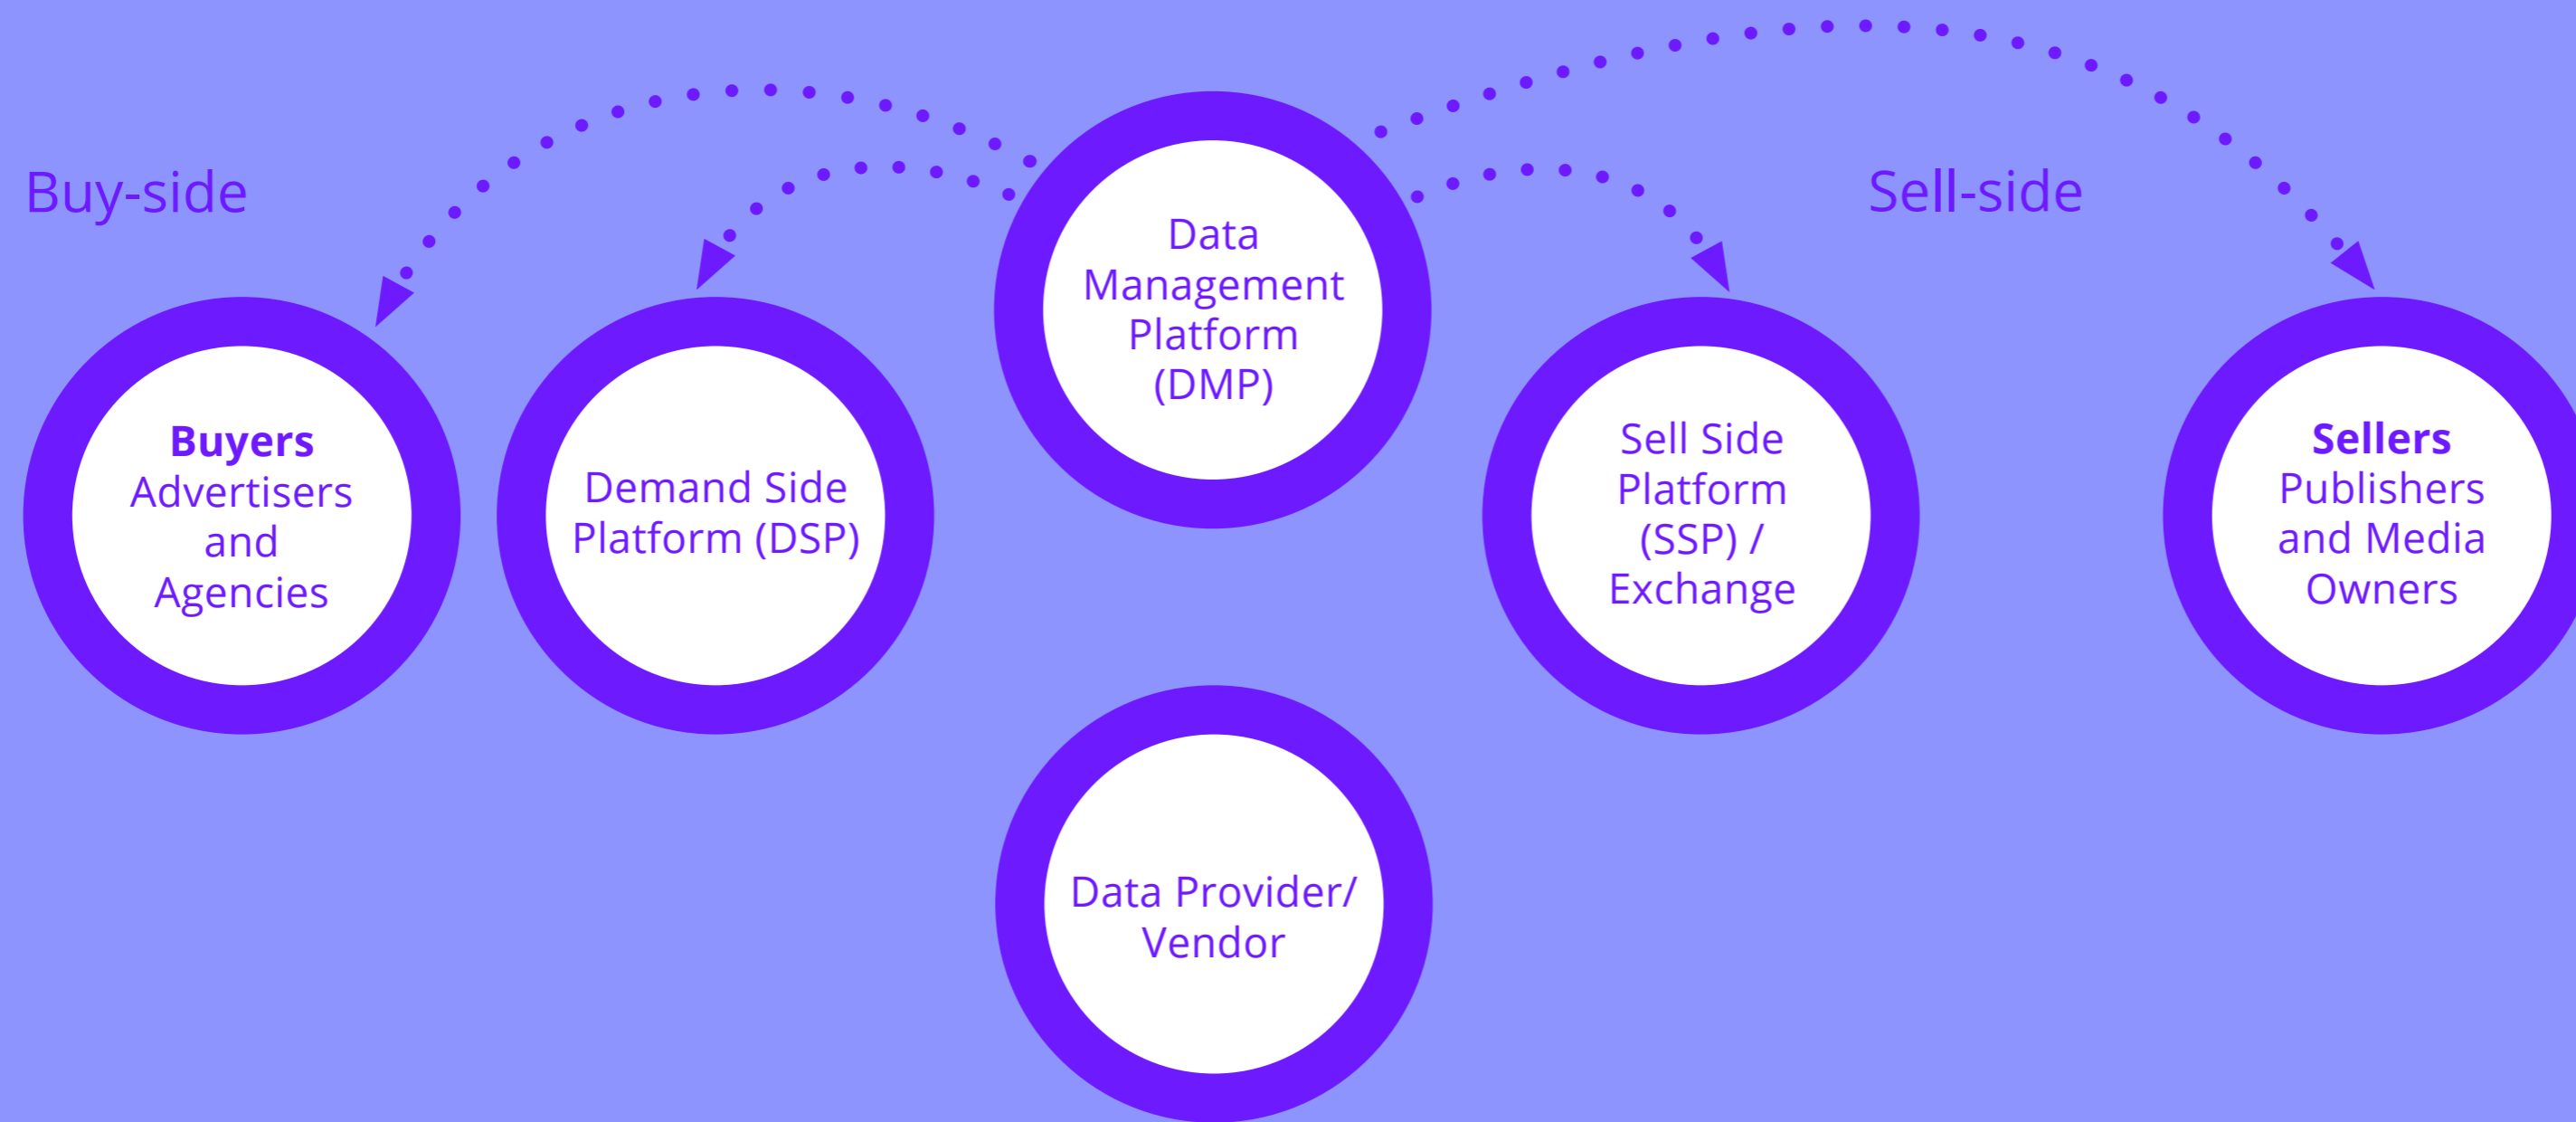 Buy-side
Sell-side
Data
Management
Platform
(DMP)
Buyers
Advertisers
and
Agencies
Demand Side
Platform (DSP)
Sell Side
Platform
(SSP) /
Exchange
Sellers
Publishers
and Media
Owners
Data Provider/
Vendor